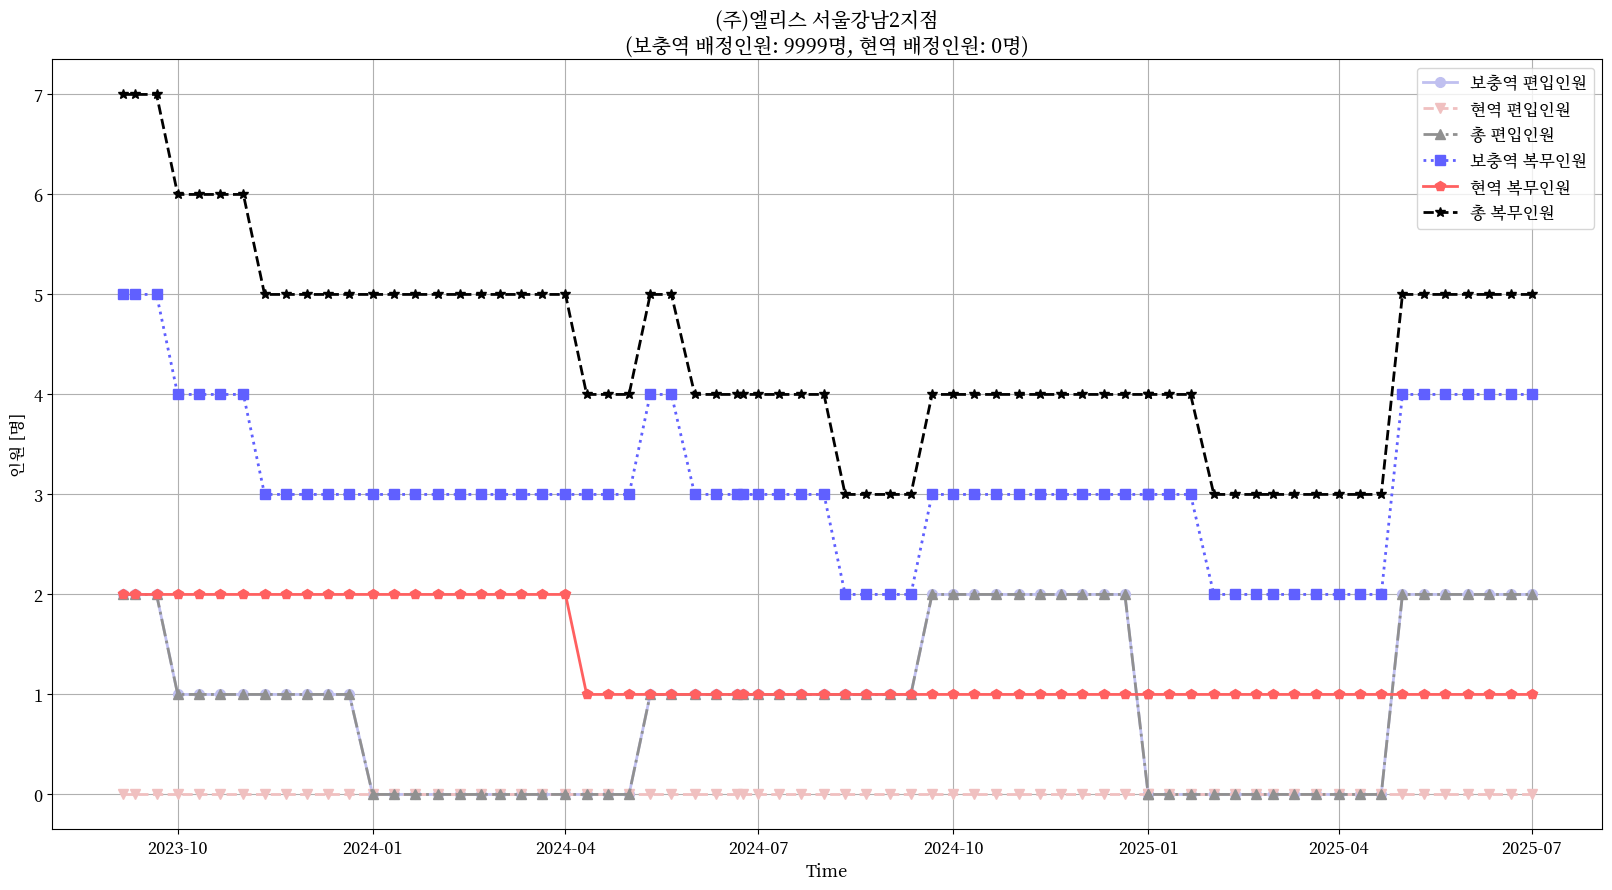 (주)엘리스 서울강남2지점
(보충역 배정인원: 9999명, 현역 배정인원: 0명)
보충역 편입인원
현역 편입인원
총 편입인원
보충역 복무인원
현역 복무인원
총 복무인원
인원 [명]
7
6
5
4
3
2
1
0
2023-10
2024-01
2024-04
2024-07
2024-10
2025-01
2025-04
2025-07
Time